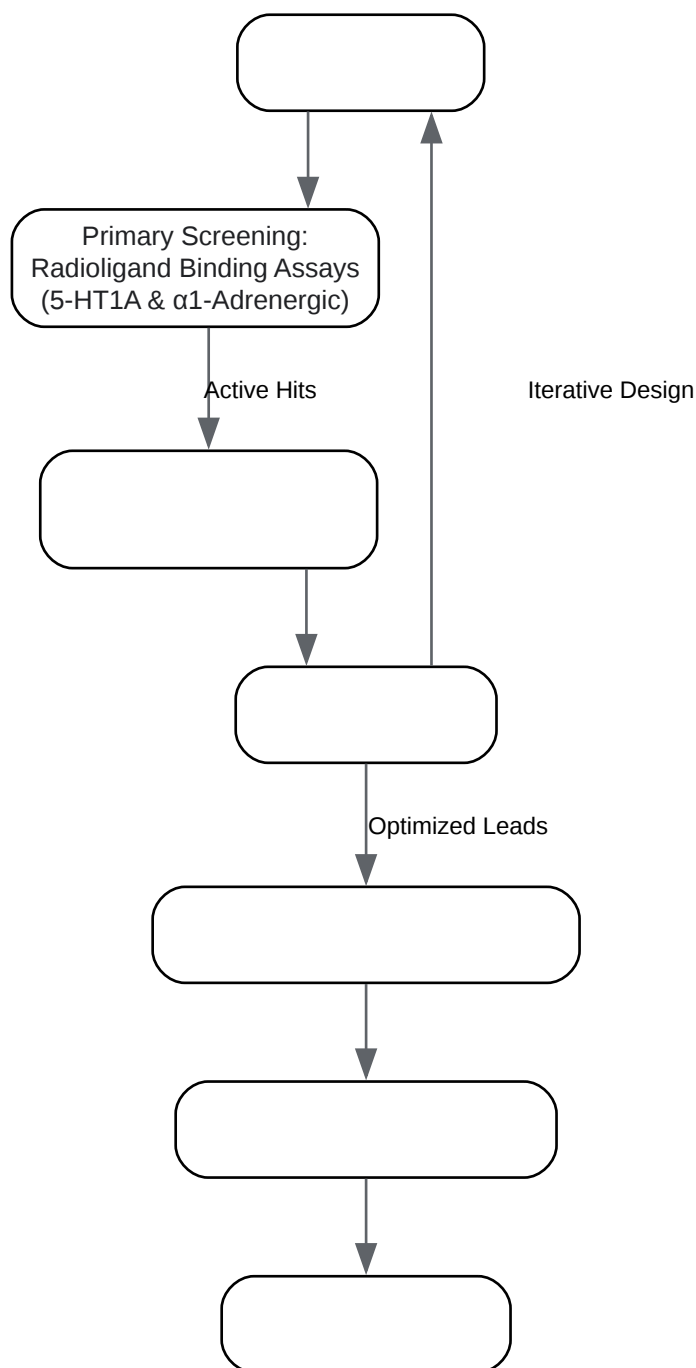 Primary Screening:
Radioligand Binding Assays
(5-HT1A & α1-Adrenergic)
Active Hits
Iterative Design
Optimized Leads